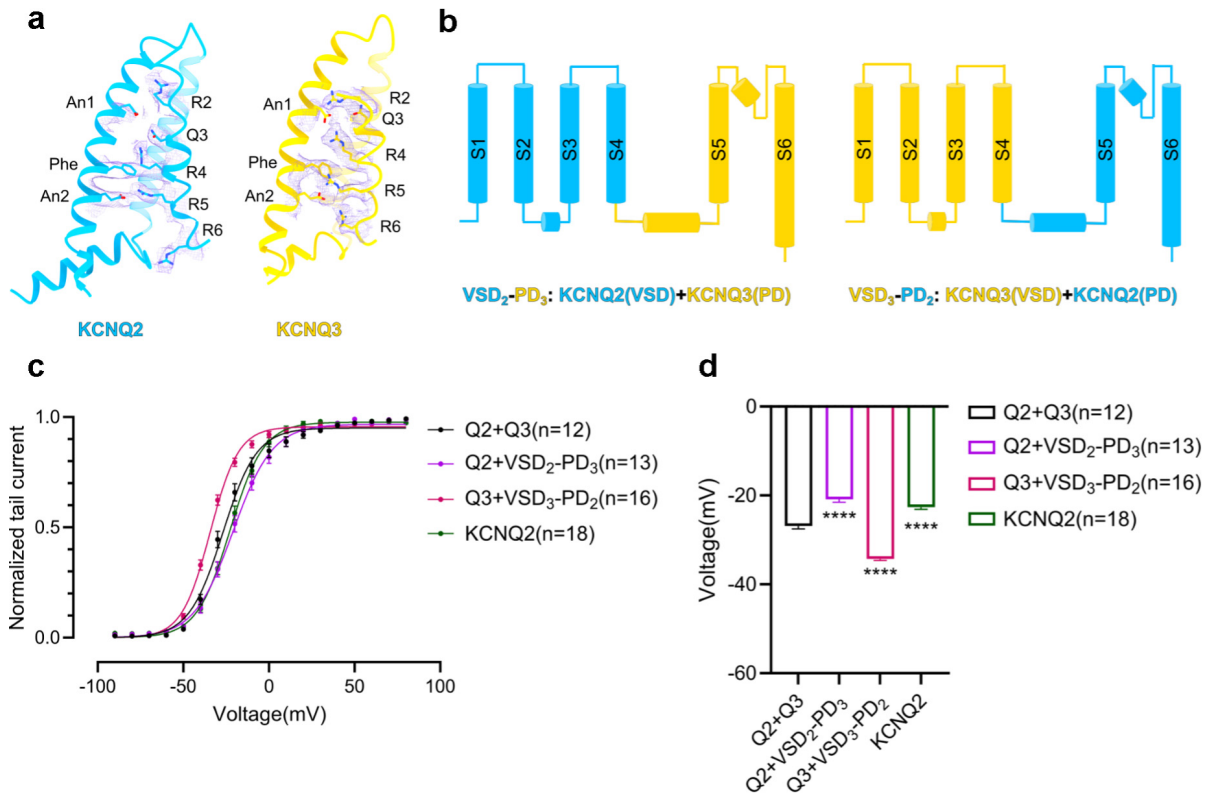 a
An1
R2
Q3
Phe
R4
An2
R5
R6
KCNQ2
An1
R2
Q3
Phe
R4
An2
R5
R6
KCNQ3
b
S1
S2
S3
S4
S5
S6
VSD₂-PD₃: KCNQ2(VSD)+KCNQ3(PD)
S1
S2
S3
S4
S5
S6
VSD₃-PD₂: KCNQ3(VSD)+KCNQ2(PD)
c
Normalized tail current
1.0
0.5
0.0
-100
-50
0
50
100
Voltage(mV)
Q2+Q3(n=12)
Q2+VSD₂-PD₃(n=13)
Q3+VSD₃-PD₂(n=16)
KCNQ2(n=18)
d
Voltage(mV)
0
-20
-40
-60
****
****
****
Q2+Q3
Q2+VSD₂-PD₃
Q3+VSD₃-PD₂
KCNQ2
Q2+Q3(n=12)
Q2+VSD₂-PD₃(n=13)
Q3+VSD₃-PD₂(n=16)
KCNQ2(n=18)